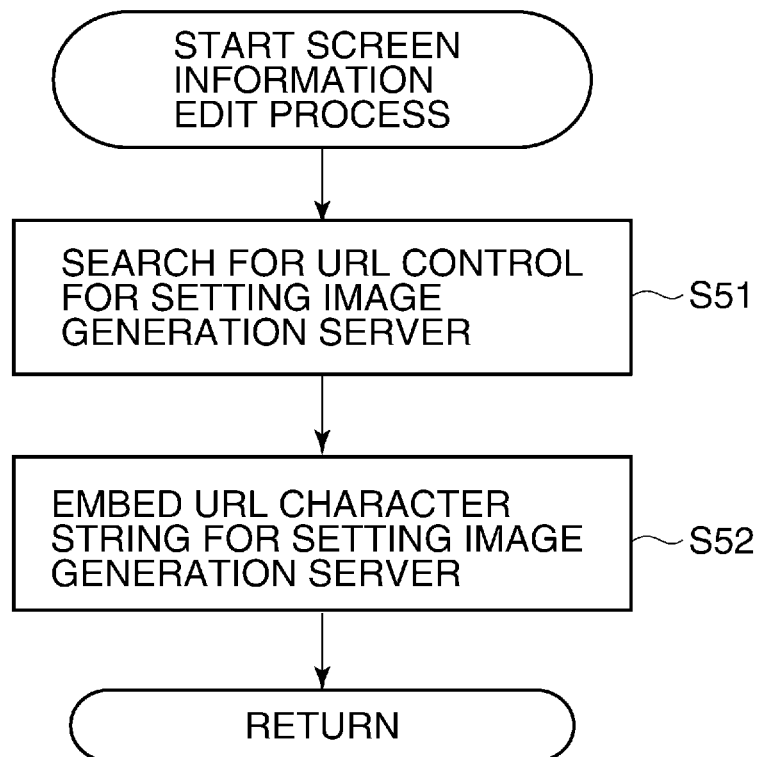 START SCREEN
INFORMATION
EDIT PROCESS
SEARCH FOR URL CONTROL
FOR SETTING IMAGE
GENERATION SERVER
S51
EMBED URL CHARACTER
STRING FOR SETTING IMAGE
GENERATION SERVER
S52
RETURN